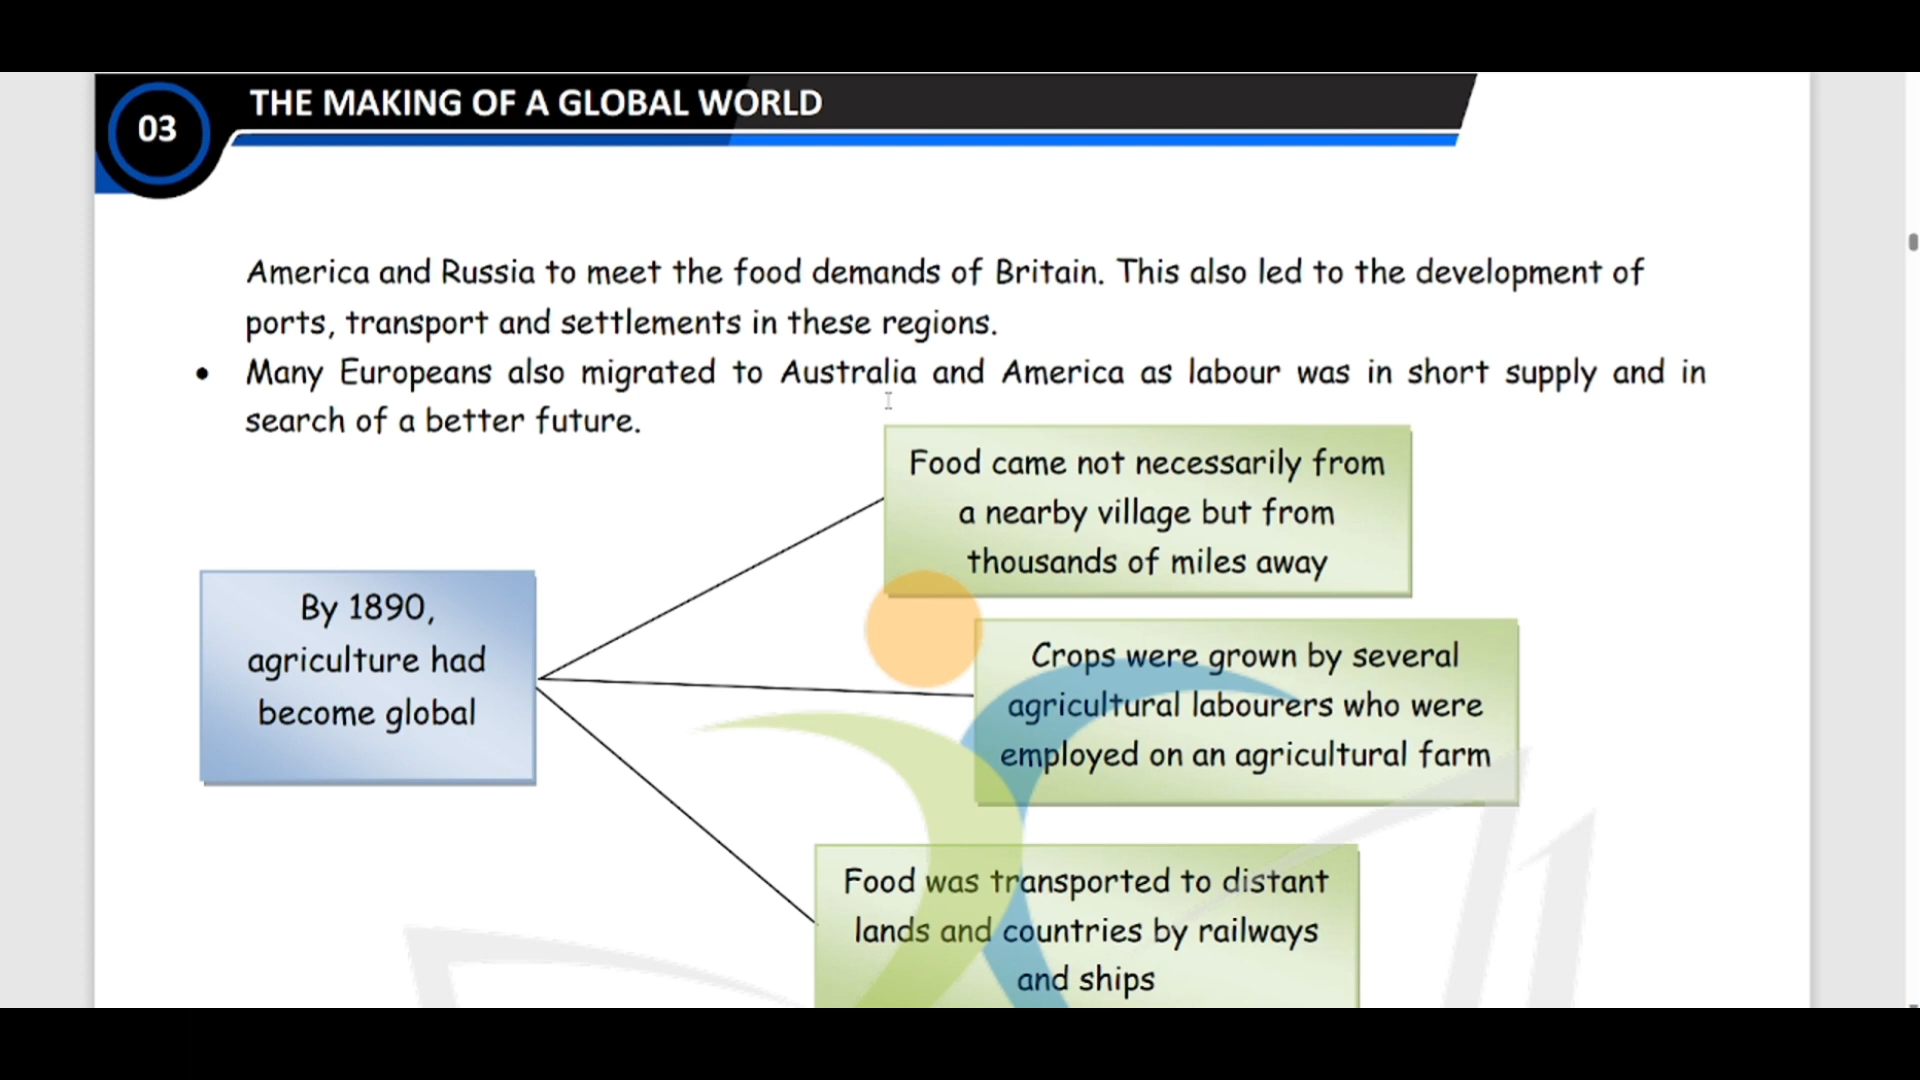 03
THE MAKING OF A GLOBAL WORLD
America and Russia to meet the food demands of Britain. This also led to the development of
ports, transport and settlements in these regions.
• Many Europeans also migrated to Australia and America as labour was in short supply and in
search of a better future.
Food came not necessarily from
a nearby village but from
thousands of miles away
By 1890,
agriculture had
become global
Crops were grown by several
agricultural labourers who were
employed on an agricultural farm
Food was transported to distant
lands and countries by railways
and ships